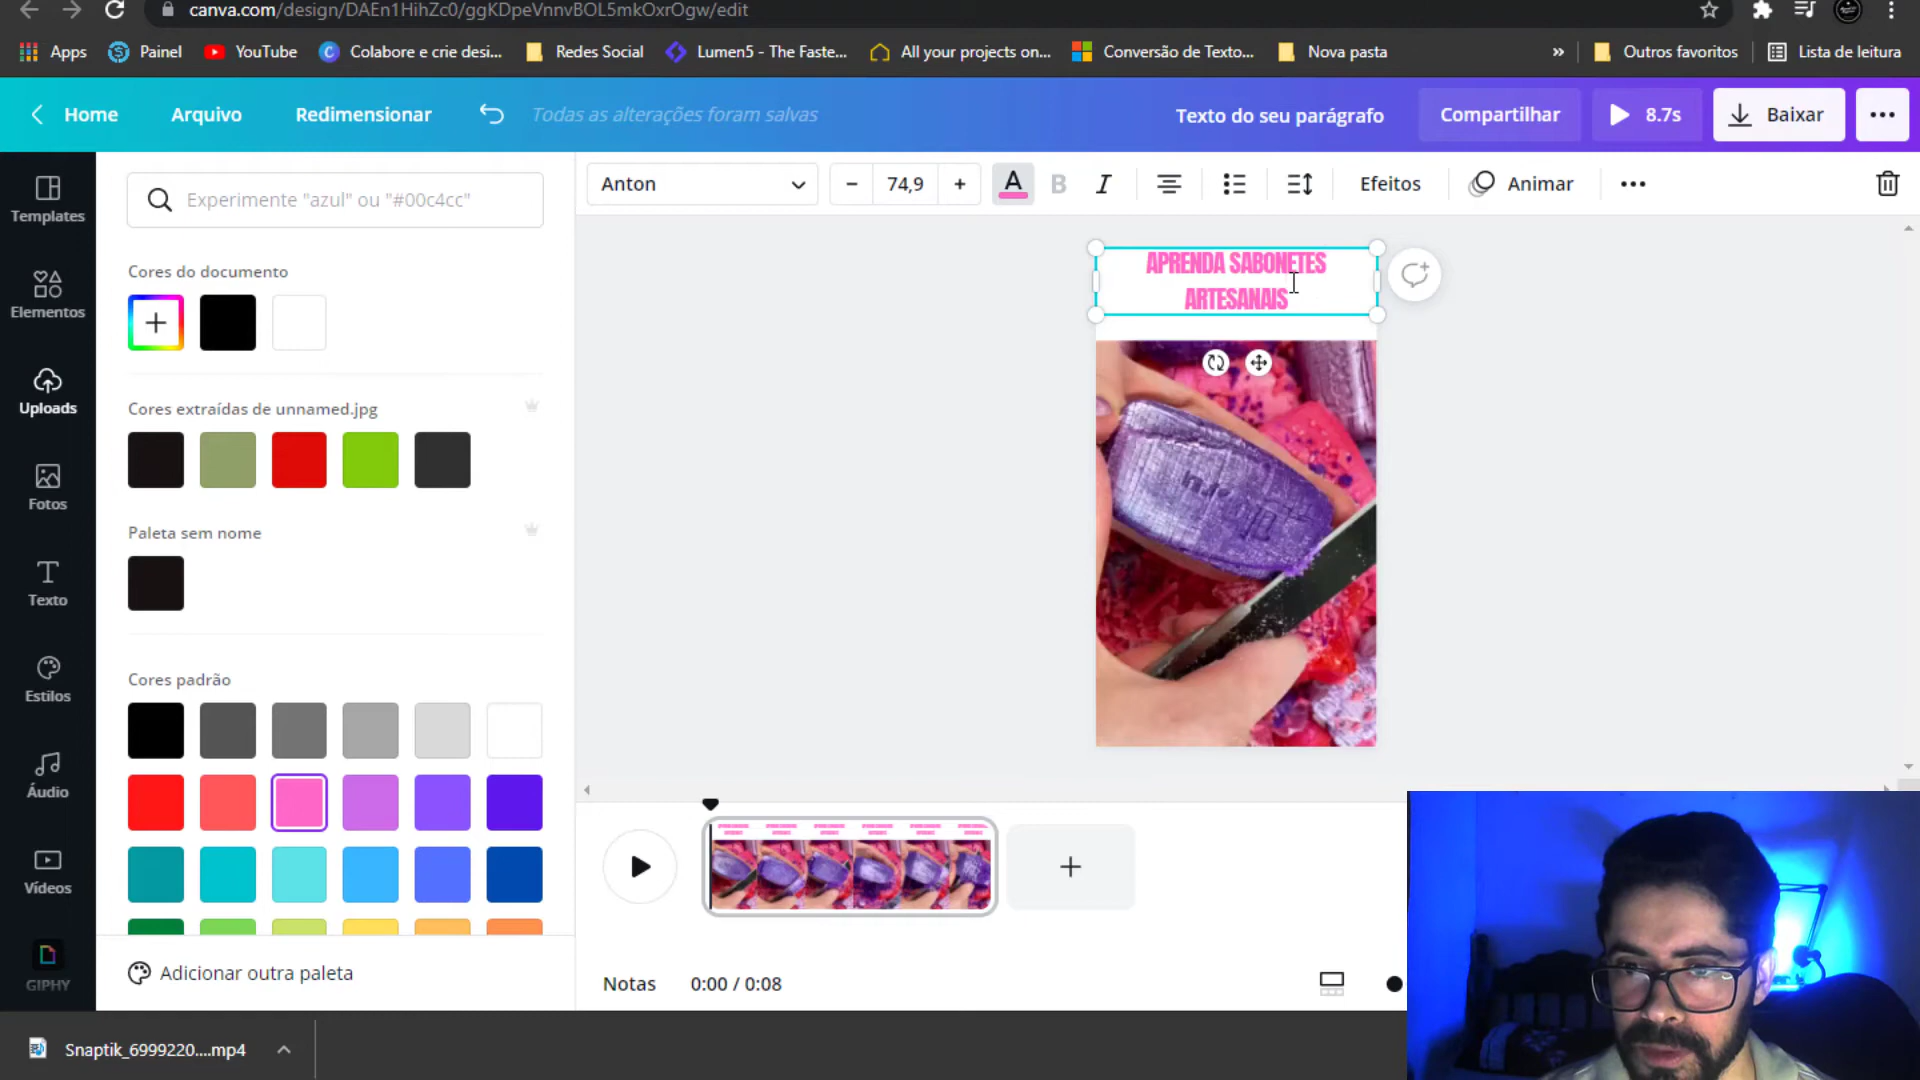 canva.com/design/DAEn1HihZc0/ggKDpeVnnvBOL5mkOxrOgw/edit
Apps
Painel
YouTube
Colabore e crie desi...
Redes Social
Lumen5 - The Faste...
All your projects on...
Conversão de Texto...
Nova pasta
»
Outros favoritos
Lista de leitura
Home
Arquivo
Redimensionar
Todas as alterações foram salvas
Texto do seu parágrafo
Compartilhar
8.7s
Baixar
Templates
Elementos
Uploads
Fotos
Texto
Estilos
Áudio
Vídeos
GIPHY
Experimente "azul" ou "#00c4cc"
Cores do documento
Cores extraídas de unnamed.jpg
Paleta sem nome
Cores padrão
Adicionar outra paleta
Anton
74,9
A
B
I
Efeitos
Animar
APRENDA SABONETES
ARTESANAIS
Notas
0:00 / 0:08
Snaptik_6999220....mp4